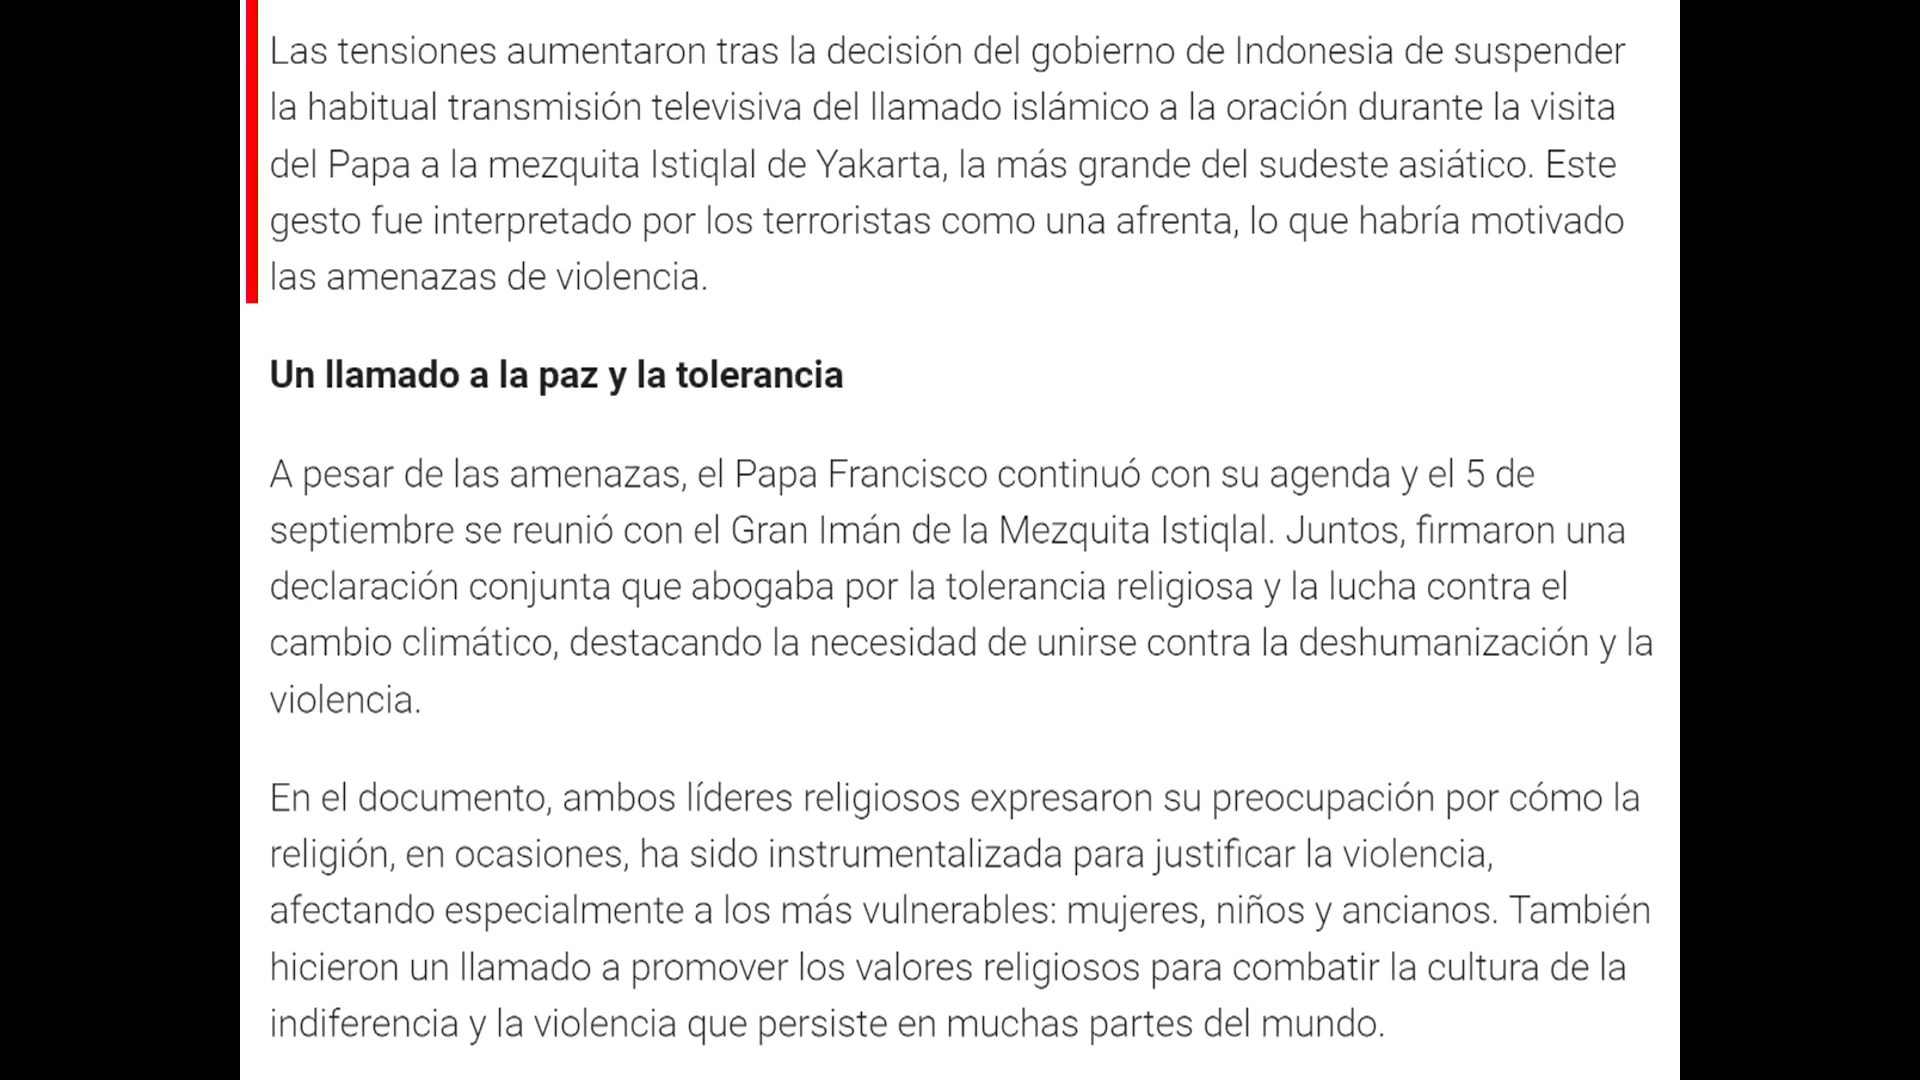 Las tensiones aumentaron tras la decisión del gobierno de Indonesia de suspender
la habitual transmisión televisiva del llamado islámico a la oración durante la visita
del Papa a la mezquita Istiqlal de Yakarta, la más grande del sudeste asiático. Este
gesto fue interpretado por los terroristas como una afrenta, lo que habría motivado
las amenazas de violencia.
Un llamado a la paz y la tolerancia
A pesar de las amenazas, el Papa Francisco continuó con su agenda y el 5 de
septiembre se reunió con el Gran Imán de la Mezquita Istiqlal. Juntos, firmaron una
declaración conjunta que abogaba por la tolerancia religiosa y la lucha contra el
cambio climático, destacando la necesidad de unirse contra la deshumanización y la
violencia.
En el documento, ambos líderes religiosos expresaron su preocupación por cómo la
religión, en ocasiones, ha sido instrumentalizada para justificar la violencia,
afectando especialmente a los más vulnerables: mujeres, niños y ancianos. También
hicieron un llamado a promover los valores religiosos para combatir la cultura de la
indiferencia y la violencia que persiste en muchas partes del mundo.